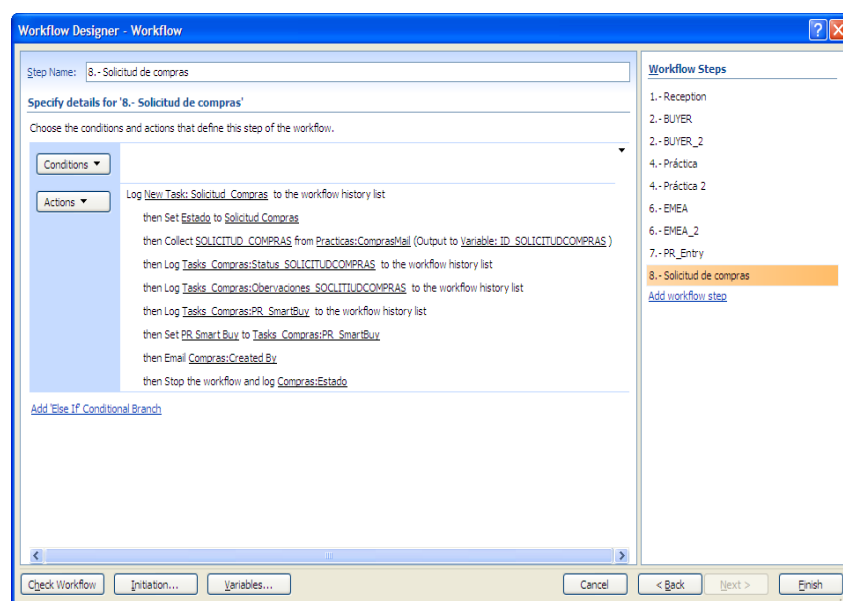 Workflow Designer - Workflow
Step Name: 8.- Solicitud de compras
Specify details for '8.- Solicitud de compras'
Choose the conditions and actions that define this step of the workflow.
Conditions
Actions
Log New Task: Solicitud_Compras to the workflow history list
then Set Estado to Solicitud Compras
then Collect SOLICITUD_COMPRAS from Practicas:ComprasMail (Output to Variable: ID_SOLICITUDCOMPRAS )
then Log Tasks_Compras:Status_SOLICITUDCOMPRAS to the workflow history list
then Log Tasks_Compras:Obervaciones_SOCLITIUDCOMPRAS to the workflow history list
then Log Tasks_Compras:PR_SmartBuy to the workflow history list
then Set PR Smart Buy to Tasks_Compras:PR_SmartBuy
then Email Compras:Created By
then Stop the workflow and log Compras:Estado
Add 'Else If' Conditional Branch
Workflow Steps
1.- Reception
2.- BUYER
2.- BUYER_2
4.- Práctica
4.- Práctica 2
6.- EMEA
6.- EMEA_2
7.- PR_Entry
8.- Solicitud de compras
Add workflow step
Check Workflow
Initiation...
Variables...
Cancel
< Back
Next >
Finish